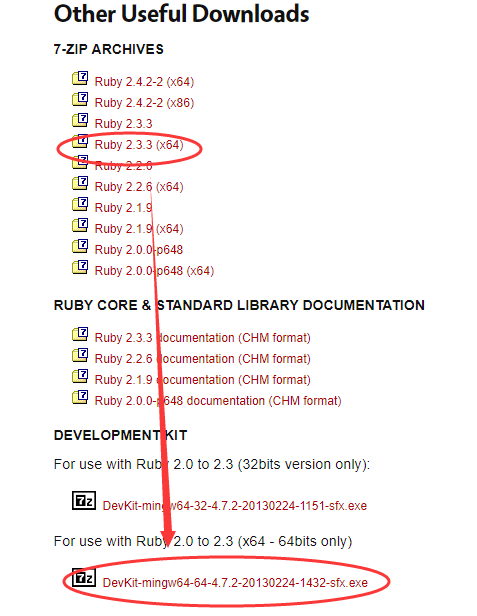 Other Useful Downloads
7-ZIP ARCHIVES
Ruby 2.4.2-2 (x64)
Ruby 2.4.2-2 (x86)
Ruby 2.3.3
Ruby 2.3.3 (x64)
Ruby 2.2.6
Ruby 2.2.6 (x64)
Ruby 2.1.9
Ruby 2.1.9 (x64)
Ruby 2.0.0-p648
Ruby 2.0.0-p648 (x64)
RUBY CORE & STANDARD LIBRARY DOCUMENTATION
Ruby 2.3.3 documentation (CHM format)
Ruby 2.2.6 documentation (CHM format)
Ruby 2.1.9 documentation (CHM format)
Ruby 2.0.0-p648 documentation (CHM format)
DEVELOPMENT KIT
For use with Ruby 2.0 to 2.3 (32bits version only):
7z DevKit-mingw64-32-4.7.2-20130224-1151-sfx.exe
For use with Ruby 2.0 to 2.3 (x64 - 64bits only)
7z DevKit-mingw64-64-4.7.2-20130224-1432-sfx.exe